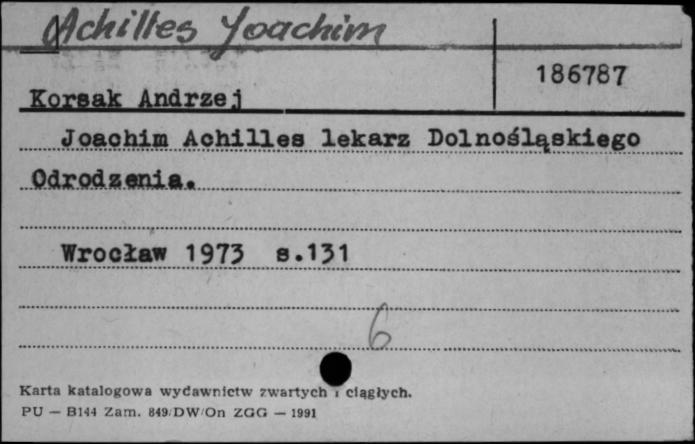 Achilles Joachim
186787
Korsak Andrzej
Joachim Achilles lekarz Dolnośląskiego
Odrodzenia.
Wrocław 1973 s.131
6
Karta katalogowa wydawnictw zwartych i ciągłych.
PU — B144 Zam. 849/DW/On ZGG — 1991